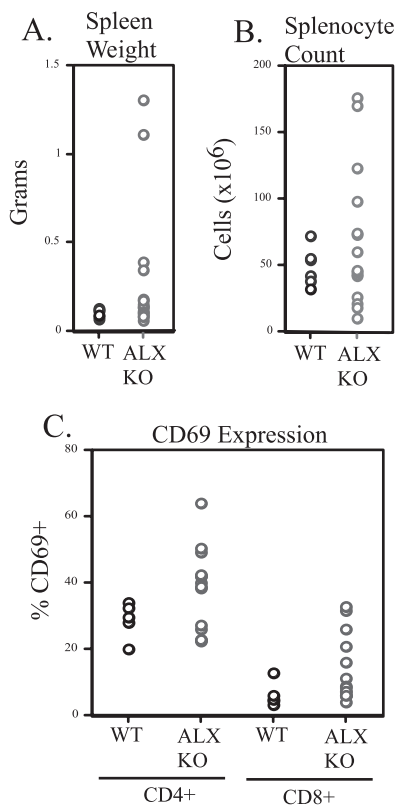 A. Spleen
Weight
1.5
1
0.5
0
Grams
WT ALX
KO
B. Splenocyte
Count
200
150
100
50
0
Cells (x10⁶)
WT ALX
KO
C.
CD69 Expression
80
60
40
20
0
% CD69+
WT ALX WT ALX
KO KO
CD4+ CD8+